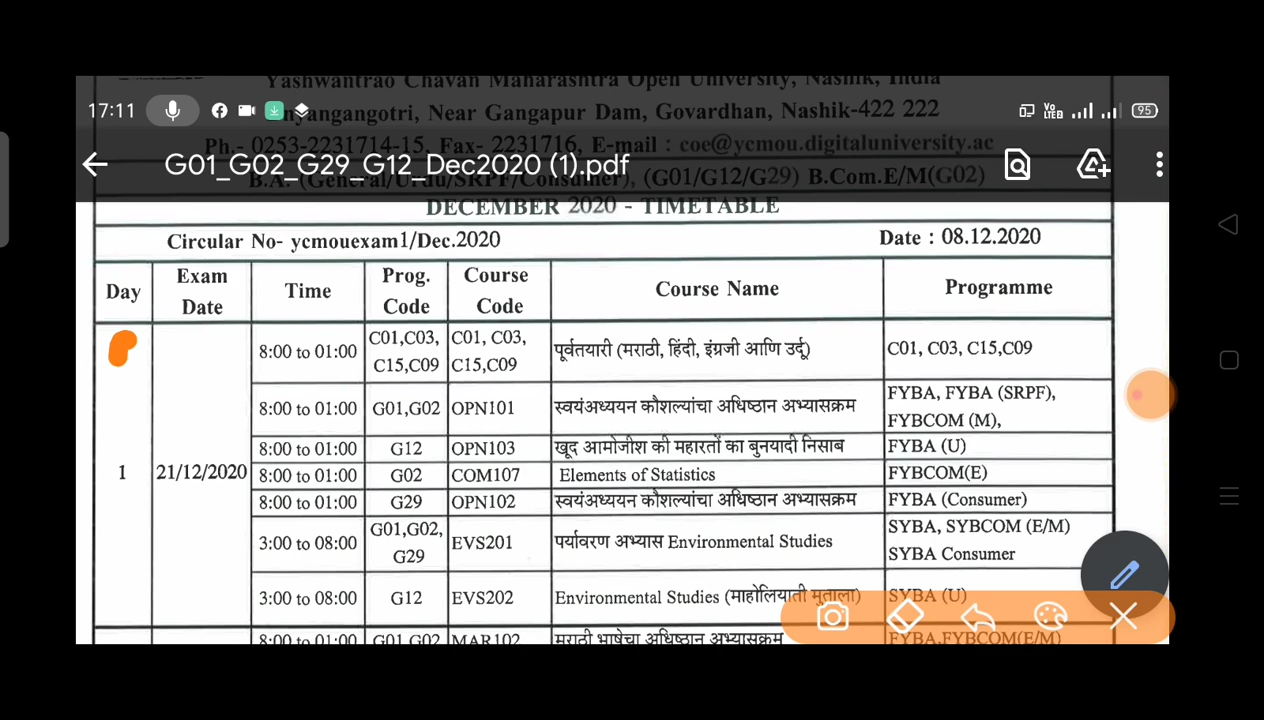 Yashwantrao Chavan Maharashtra Open University, Nashik, India
17:11
nyangangotri, Near Gangapur Dam, Govardhan, Nashik-422 222
Vo LTE2
95
Ph.- 0253-2231714-15, Fax- 2231716, E-mail : coe@ycmou.digitaluniversity.ac
G01_G02_G29_G12_Dec2020 (1).pdf
B.A. (General/Urdu/SRPF/Consumer), (G01/G12/G29) B.Com.E/M(G02)
DECEMBER 2020 - TIMETABLE
Circular No- ycmouexam1/Dec.2020 Date : 08.12.2020
Day Exam Date Time Prog. Code Course Code Course Name Programme
8:00 to 01:00 C01,C03, C15,C09 C01, C03, C15,C09 पूर्वतयारी (मराठी, हिंदी, इंग्रजी आणि उर्दू) C01, C03, C15,C09
8:00 to 01:00 G01,G02 OPN101 स्वयंअध्ययन कौशल्यांचा अधिष्ठान अभ्यासक्रम FYBA, FYBA (SRPF), FYBCOM (M),
8:00 to 01:00 G12 OPN103 खूद आमोजीश की महारतों का बुनयादी निसाब FYBA (U)
1 21/12/2020 8:00 to 01:00 G02 COM107 Elements of Statistics FYBCOM(E)
8:00 to 01:00 G29 OPN102 स्वयंअध्ययन कौशल्यांचा अधिष्ठान अभ्यासक्रम FYBA (Consumer)
3:00 to 08:00 G01,G02, G29 EVS201 पर्यावरण अभ्यास Environmental Studies SYBA, SYBCOM (E/M) SYBA Consumer
3:00 to 08:00 G12 EVS202 Environmental Studies (माहोलियाती मुताला) SYBA (U)
8:00 to 01:00 G01,G02 MAR102 मराठी भाषेचा अधिष्ठान अभ्यासक्रम FYBA,FYBCOM(E/M)